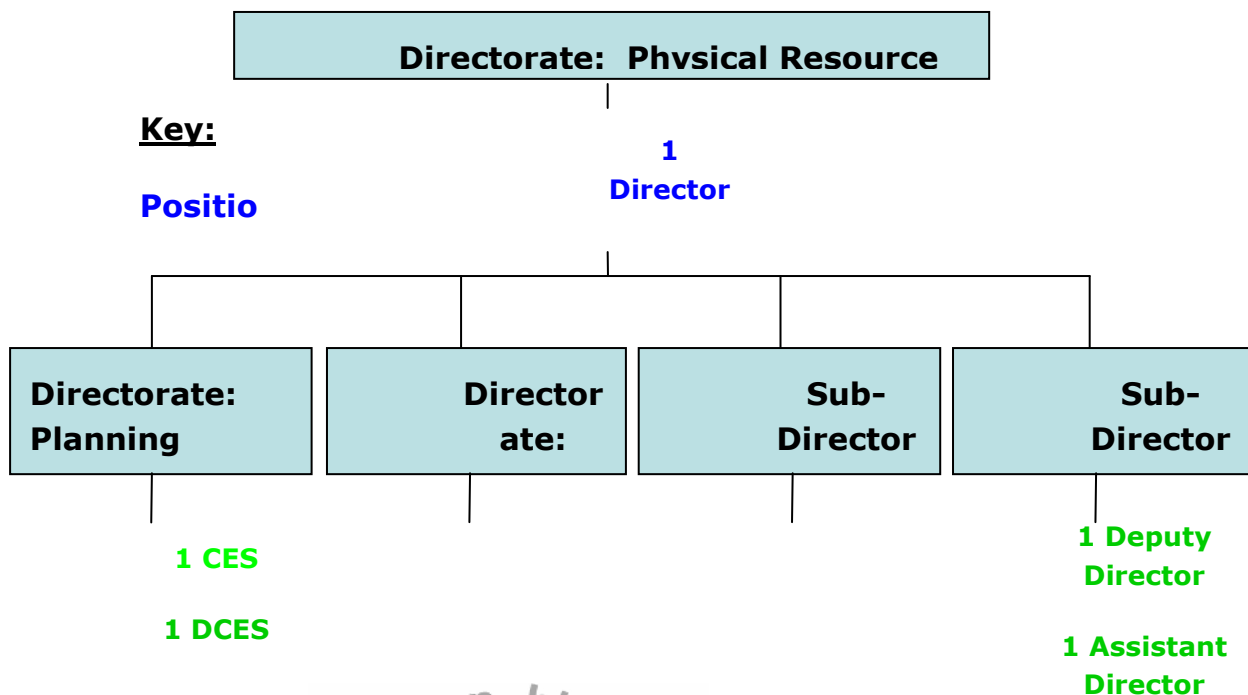 Directorate: Physical Resource
Key:
1
Director
Positio
Directorate:
Planning
Director
ate:
Sub-
Director
Sub-
Director
1 CES
1 DCES
1 Deputy
Director
1 Assistant
Director